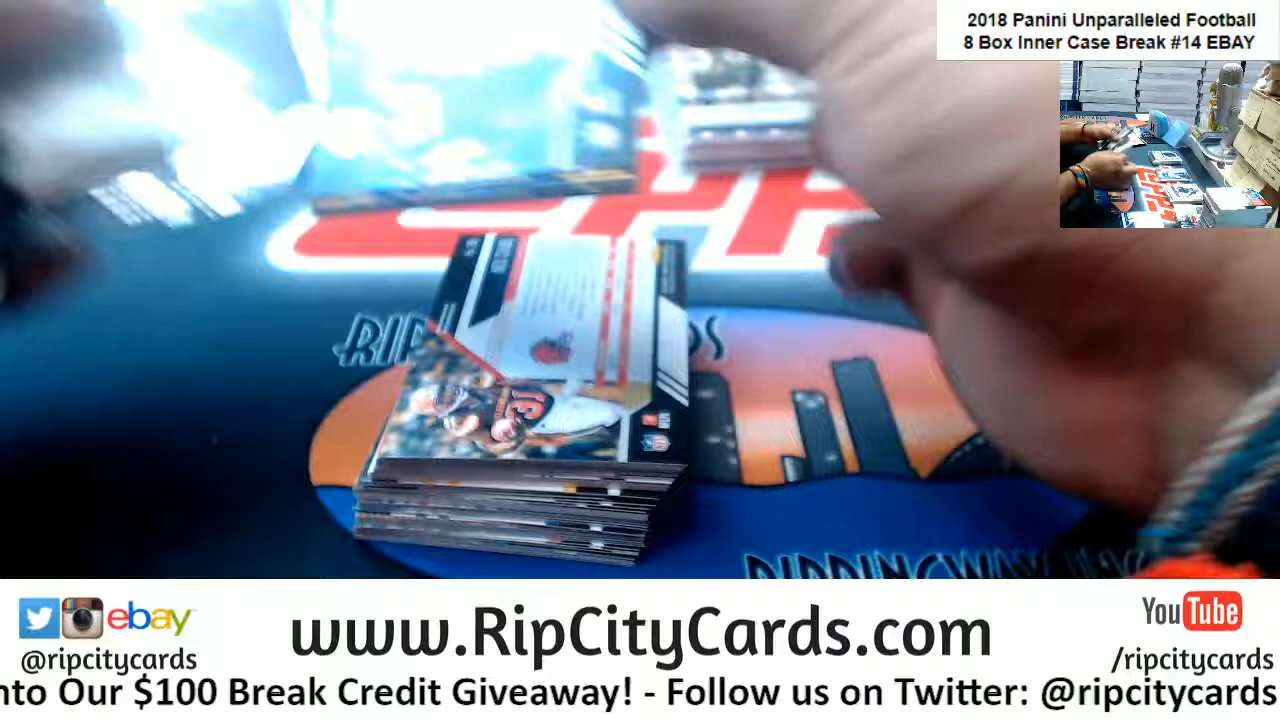 2018 Panini Unparalleled Football
8 Box Inner Case Break #14 EBAY
31
www.RipCityCards.com
ebay
@ripcitycards
YouTube
/ripcitycards
nto Our $100 Break Credit Giveaway! - Follow us on Twitter: @ripcitycards